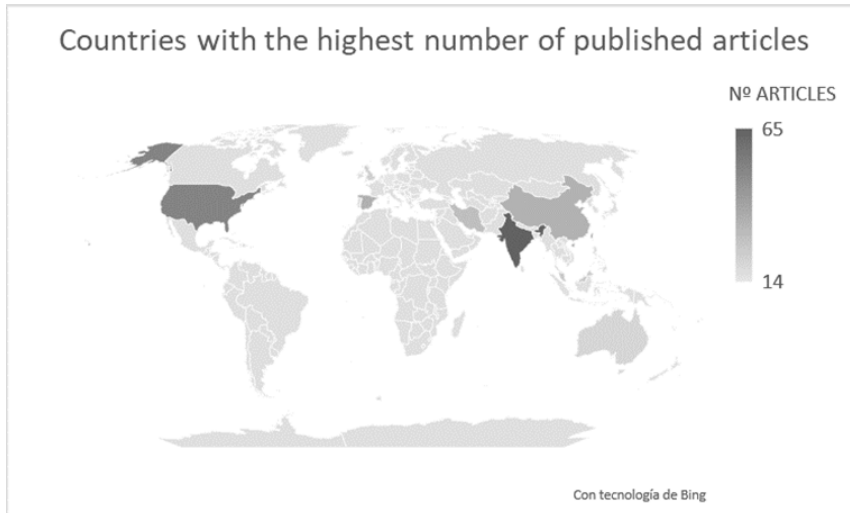 Countries with the highest number of published articles
Nº ARTICLES
65
14
Con tecnología de Bing